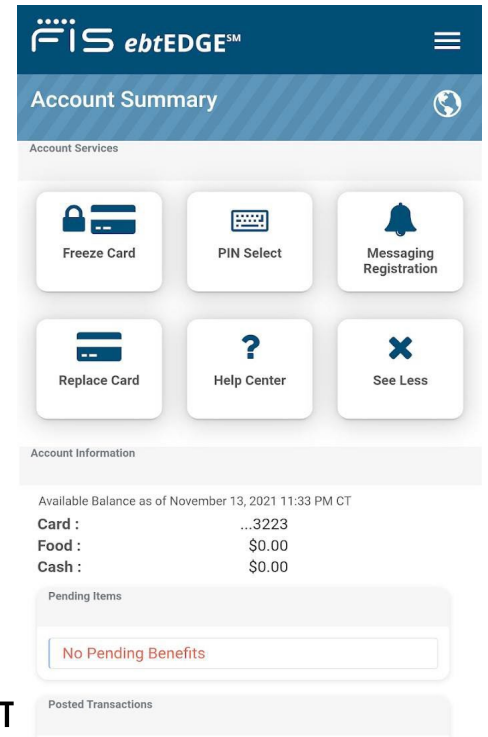 FIS ebtEDGE℠
Account Summary
Account Services
Freeze Card
PIN Select
Messaging
Registration
Replace Card
Help Center
See Less
Account Information
Available Balance as of November 13, 2021 11:33 PM CT
Card : ...3223
Food : $0.00
Cash : $0.00
Pending Items
No Pending Benefits
Posted Transactions
T